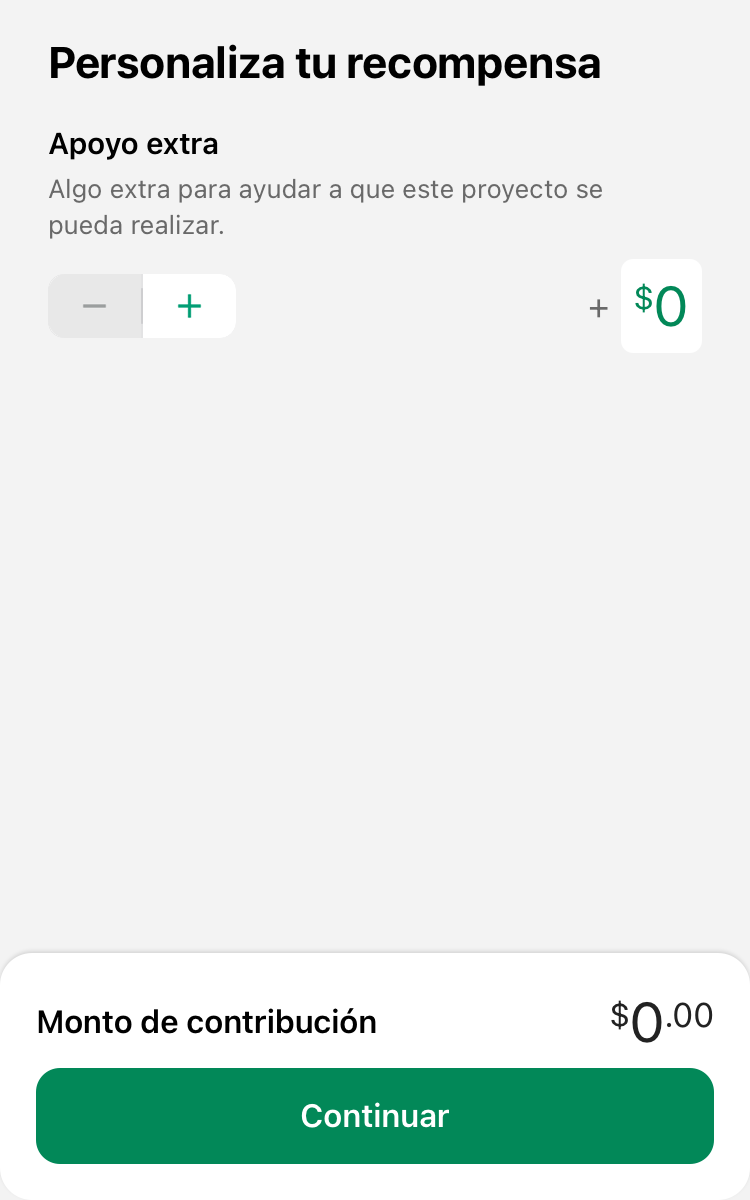 Personaliza tu recompensa
Apoyo extra
Algo extra para ayudar a que este proyecto se
pueda realizar.
− + + $0
Monto de contribución $0.00
Continuar